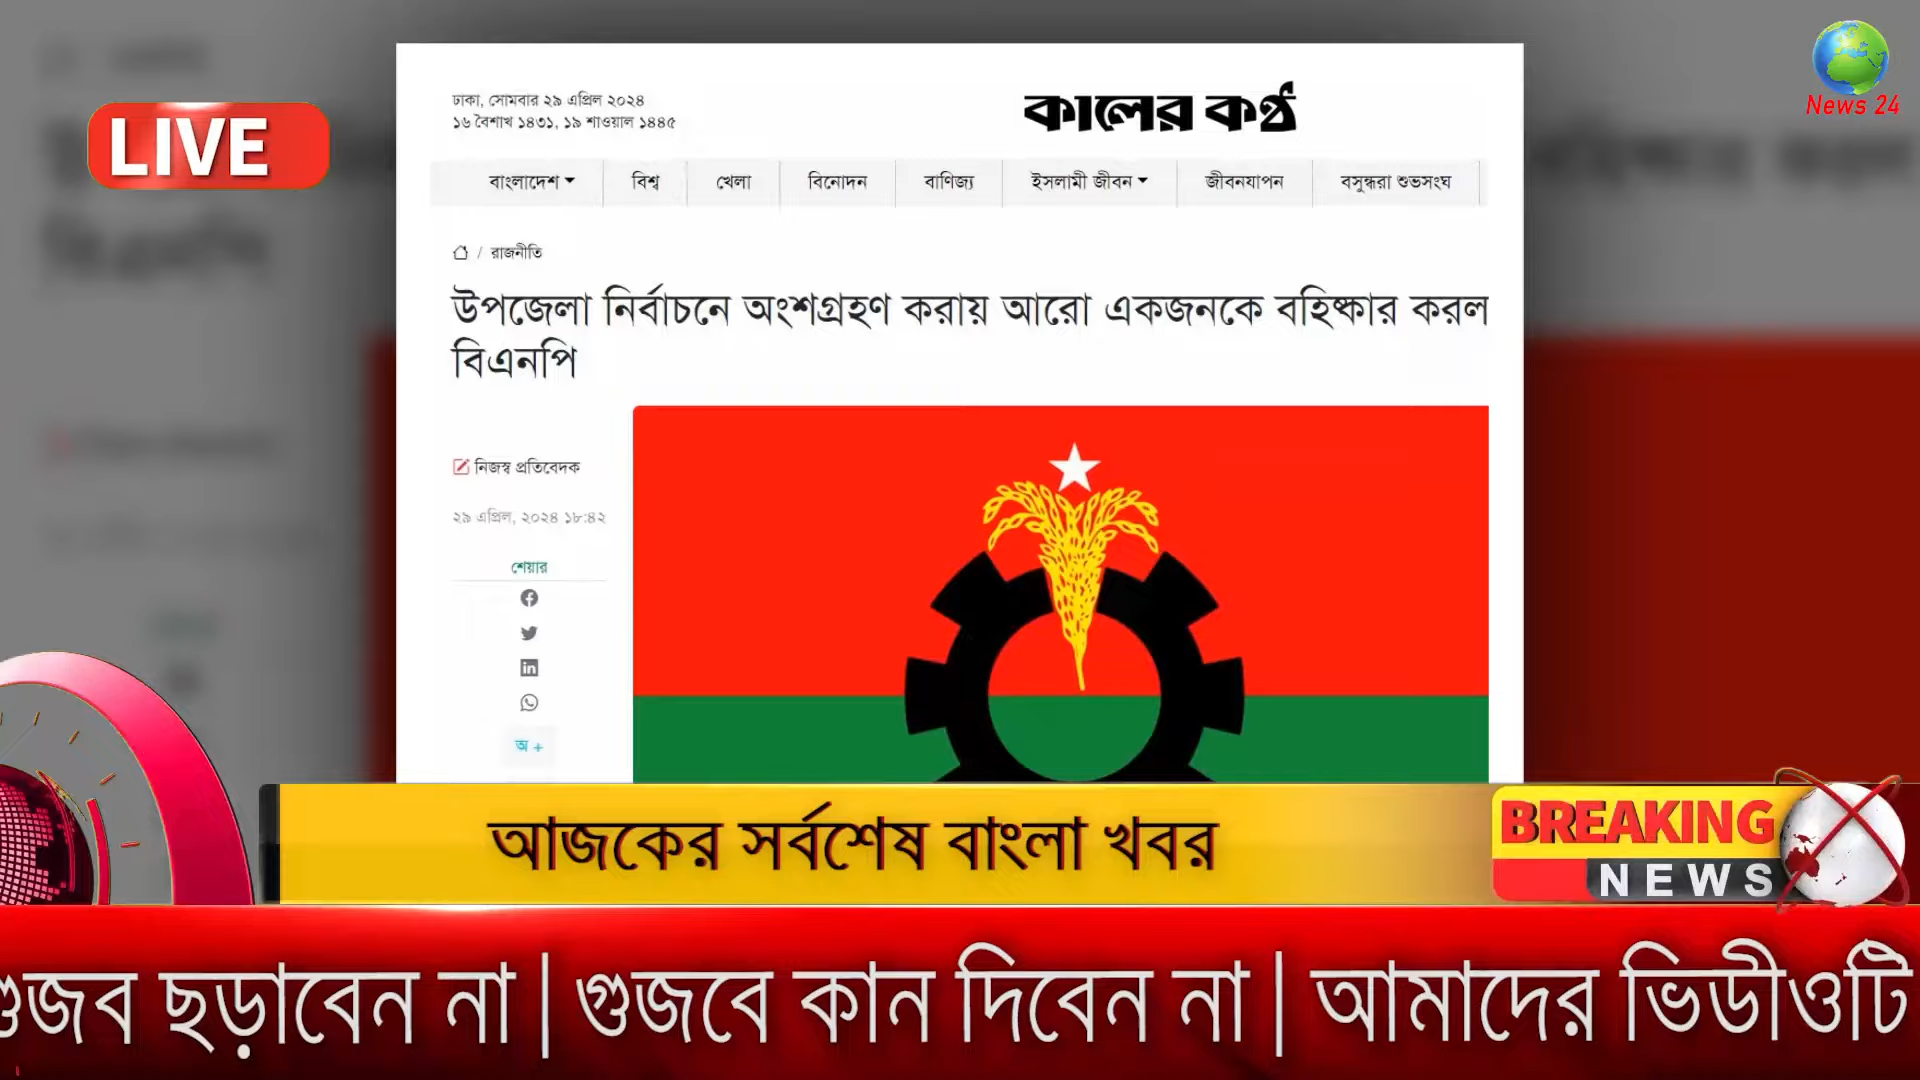 LIVE
News 24
ঢাকা, সোমবার ২৯ এপ্রিল ২০২৪
১৬ বৈশাখ ১৪৩১, ১৯ শাওয়াল ১৪৪৫
কালের কণ্ঠ
বাংলাদেশ
বিশ্ব
খেলা
বিনোদন
বাণিজ্য
ইসলামী জীবন
জীবনযাপন
বসুন্ধরা শুভসংঘ
/ রাজনীতি
উপজেলা নির্বাচনে অংশগ্রহণ করায় আরো একজনকে বহিষ্কার করল
বিএনপি
নিজস্ব প্রতিবেদক
২৯ এপ্রিল, ২০২৪ ১৮:৪২
শেয়ার
অ +
আজকের সর্বশেষ বাংলা খবর
BREAKING
NEWS
গুজব ছড়াবেন না | গুজবে কান দিবেন না | আমাদের ভিডীওটি